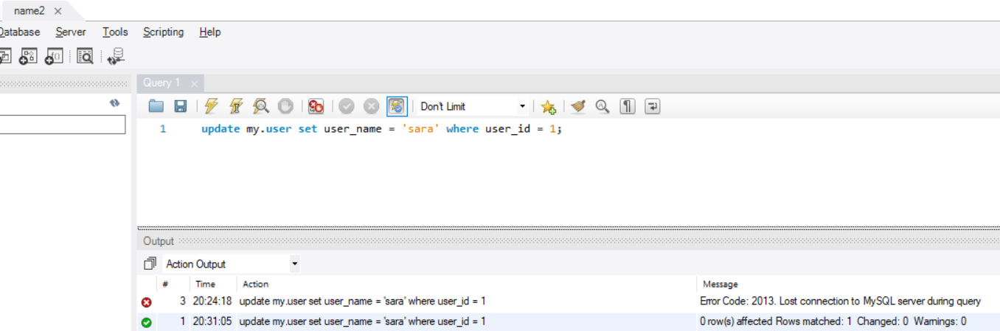 name2
Database Server Tools Scripting Help
Query 1
Don't Limit
1 update my.user set user_name = 'sara' where user_id = 1;
Output
Action Output
# Time Action Message
3 20:24:18 update my.user set user_name = 'sara' where user_id = 1 Error Code: 2013. Lost connection to MySQL server during query
1 20:31:05 update my.user set user_name = 'sara' where user_id = 1 0 row(s) affected Rows matched: 1 Changed: 0 Warnings: 0